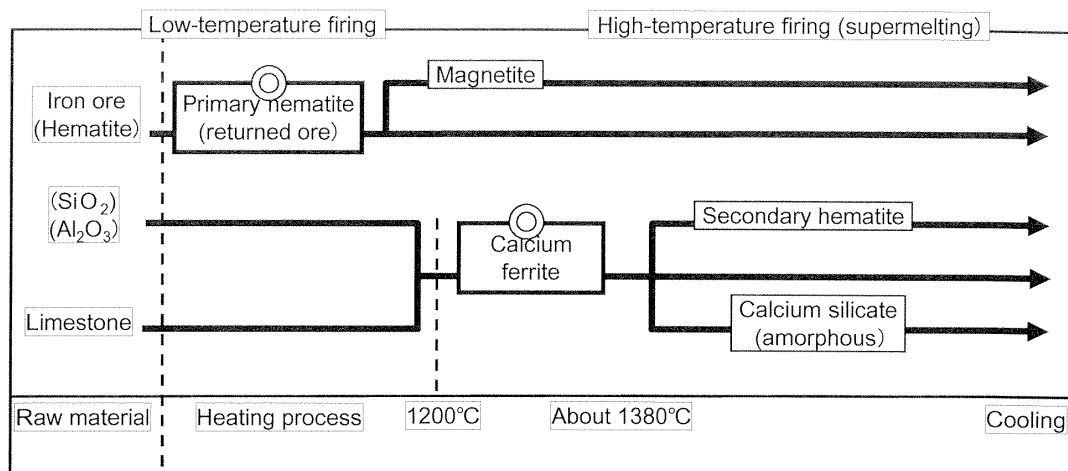 Low-temperature firing
High-temperature firing (supermelting)
Magnetite
Iron ore
(Hematite)
Primary hematite
(returned ore)
(SiO2)
(Al2O3)
Secondary hematite
Calcium
ferrite
Limestone
Calcium silicate
(amorphous)
Raw material
Heating process
1200℃
About 1380℃
Cooling